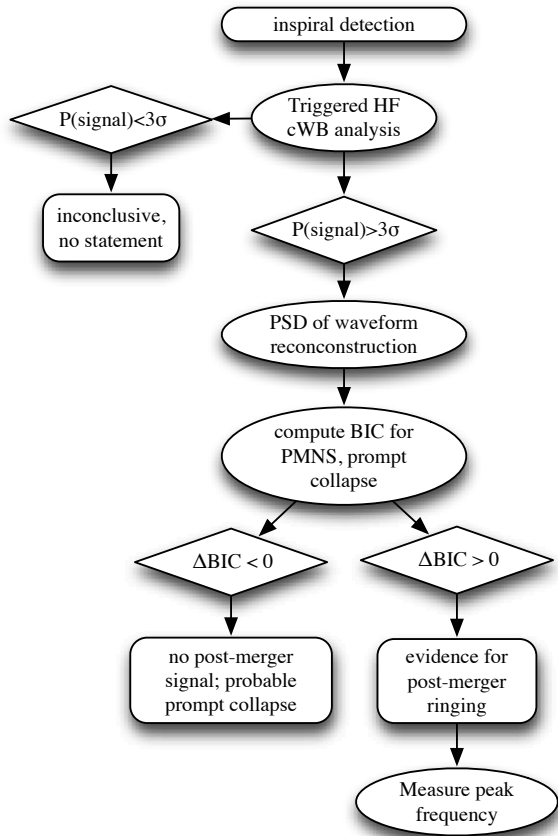 inspiral detection
Triggered HF
cWB analysis
P(signal)<3σ
inconclusive,
no statement
P(signal)>3σ
PSD of waveform
reconconstruction
compute BIC for
PMNS, prompt
collapse
ΔBIC < 0
ΔBIC > 0
no post-merger
signal; probable
prompt collapse
evidence for
post-merger
ringing
Measure peak
frequency